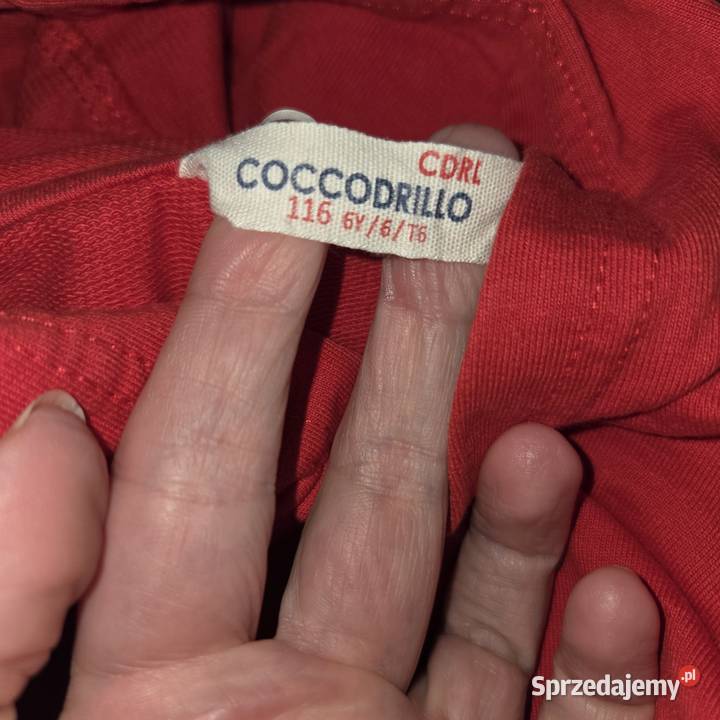 CDRL
COCCODRILLO
116 6Y/6/T6
Sprzedajemy.pl